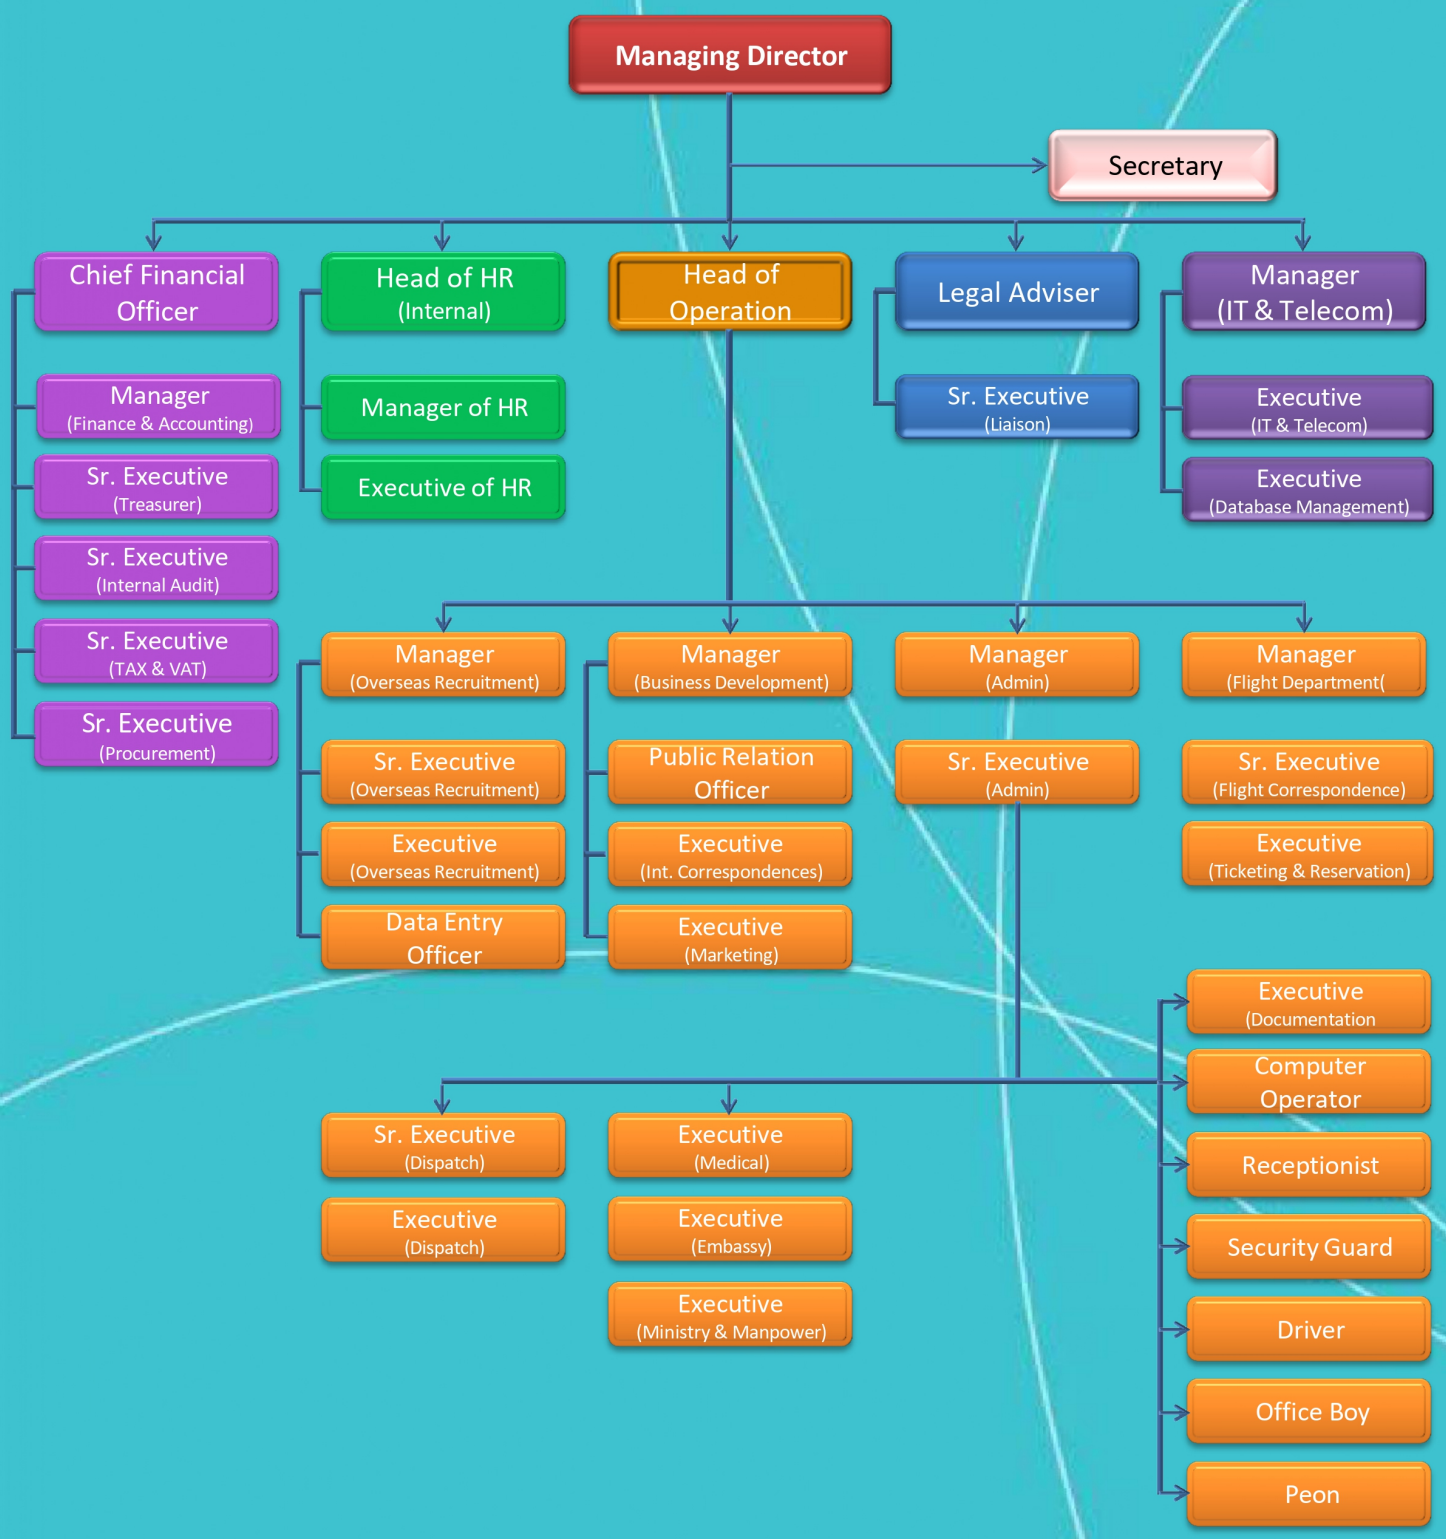 Managing Director
Secretary
Chief Financial
Officer
Head of HR
(Internal)
Head of
Operation
Legal Adviser
Manager
(IT & Telecom)
Manager
(Finance & Accounting)
Sr. Executive
(Treasurer)
Sr. Executive
(Internal Audit)
Sr. Executive
(TAX & VAT)
Sr. Executive
(Procurement)
Manager of HR
Executive of HR
Sr. Executive
(Liaison)
Executive
(IT & Telecom)
Executive
(Database Management)
Manager
(Overseas Recruitment)
Manager
(Business Development)
Manager
(Admin)
Manager
(Flight Department(
Sr. Executive
(Overseas Recruitment)
Executive
(Overseas Recruitment)
Data Entry
Officer
Public Relation
Officer
Executive
(Int. Correspondences)
Executive
(Marketing)
Sr. Executive
(Admin)
Sr. Executive
(Flight Correspondence)
Executive
(Ticketing & Reservation)
Sr. Executive
(Dispatch)
Executive
(Dispatch)
Executive
(Medical)
Executive
(Embassy)
Executive
(Ministry & Manpower)
Executive
(Documentation
Computer
Operator
Receptionist
Security Guard
Driver
Office Boy
Peon